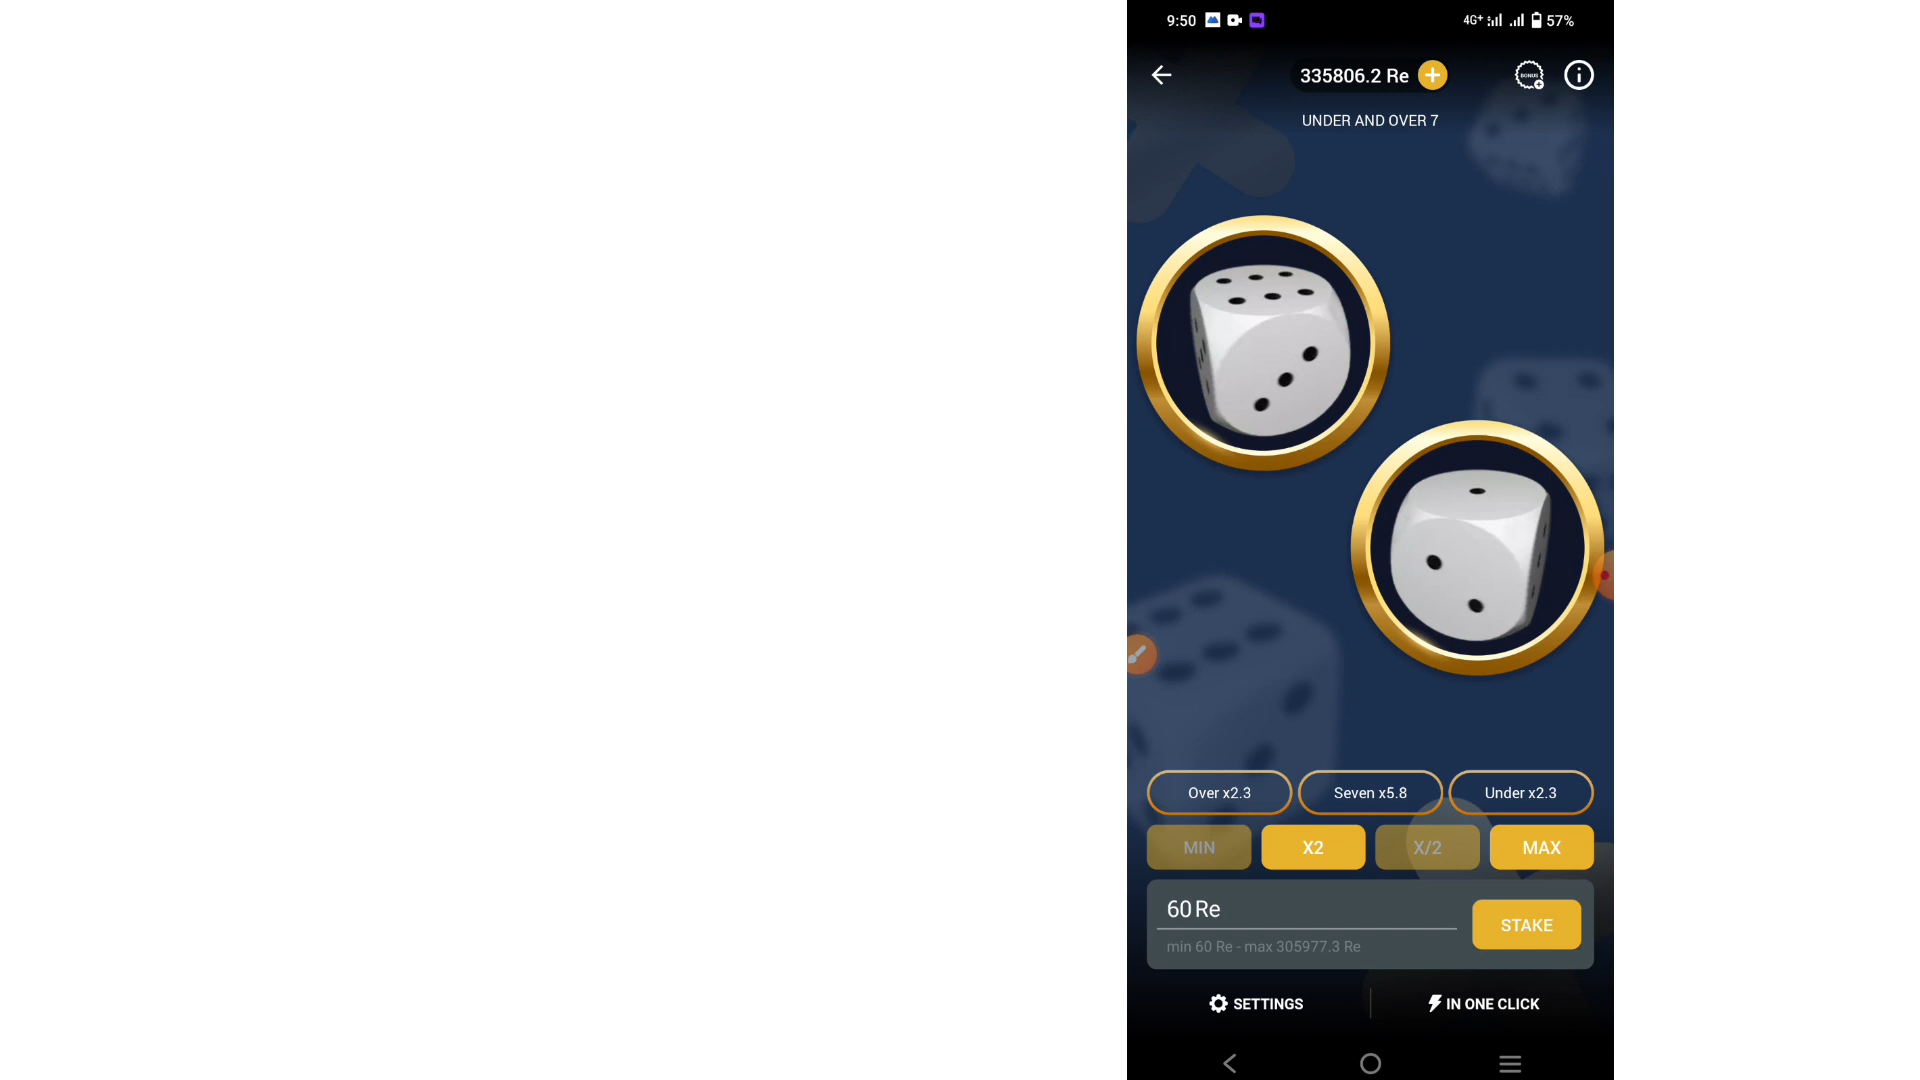 9:50 4G+ 57%
335806.2 Re
BONUS
UNDER AND OVER 7
Over x2.3 Seven x5.8 Under x2.3
MIN X2 X/2 MAX
60 Re
STAKE
min 60 Re - max 305977.3 Re
SETTINGS IN ONE CLICK